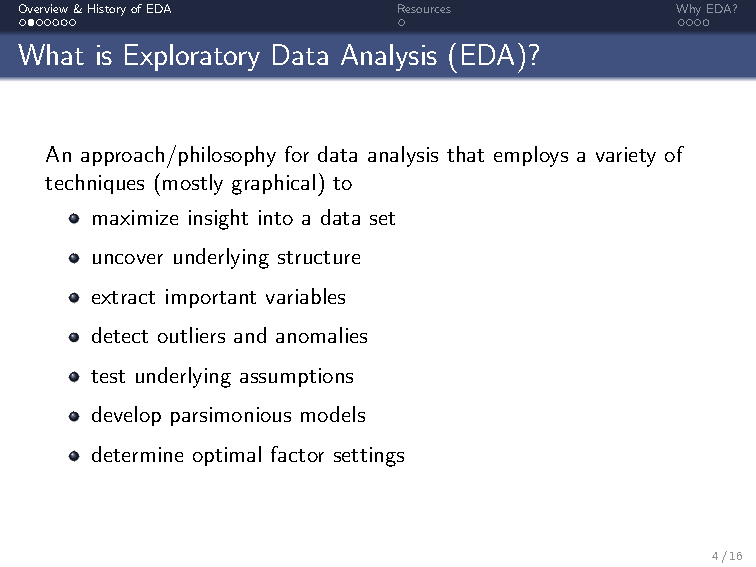 Overview & History of EDA
Resources
Why EDA?
What is Exploratory Data Analysis (EDA)?
An approach/philosophy for data analysis that employs a variety of
techniques (mostly graphical) to
maximize insight into a data set
uncover underlying structure
extract important variables
detect outliers and anomalies
test underlying assumptions
develop parsimonious models
determine optimal factor settings
4 / 16